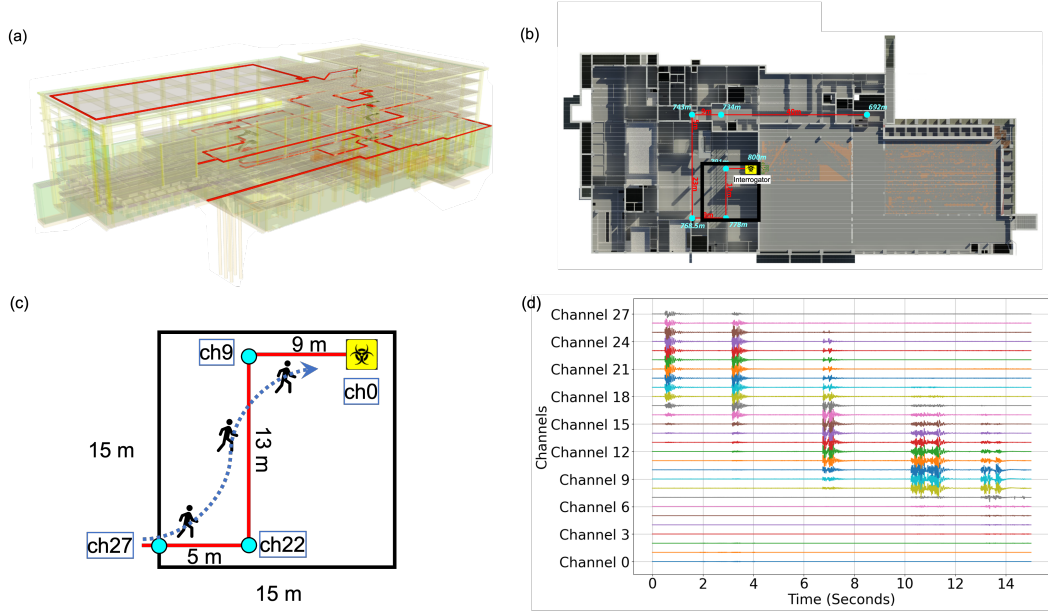 (a)
(b)
743m
734m
692m
800m
Interrogator
768.5m
778m
(c)
ch9
9 m
ch0
15 m
13 m
ch27
5 m
ch22
15 m
(d)
Channel 27
Channel 24
Channel 21
Channel 18
Channel 15
Channel 12
Channel 9
Channel 6
Channel 3
Channel 0
Channels
0 2 4 6 8 10 12 14
Time (Seconds)